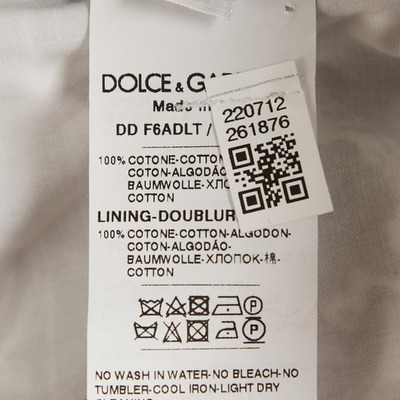 DOLCE & GA
Made in
DD F6ADLT /
220712
261876
100% COTONE-COTTON
COTON-ALGODÃO
BAUMWOLLE-ХЛОПО
COTTON
LINING-DOUBLUR
100% COTONE-COTTON-ALGODON-
COTON-ALGODÃO-
BAUMWOLLE-ХЛОПОК-棉-
COTTON
P
P
NO WASH IN WATER-NO BLEACH-NO
TUMBLER-COOL IRON-LIGHT DRY